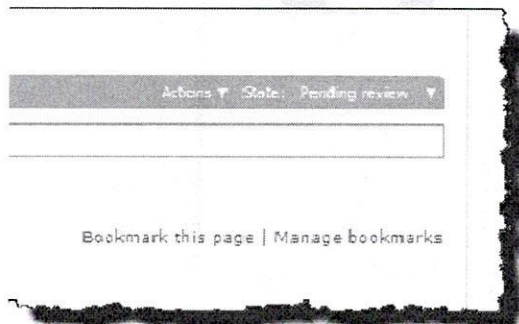 Actions ▼ State: Pending review ▼
Bookmark this page | Manage bookmarks